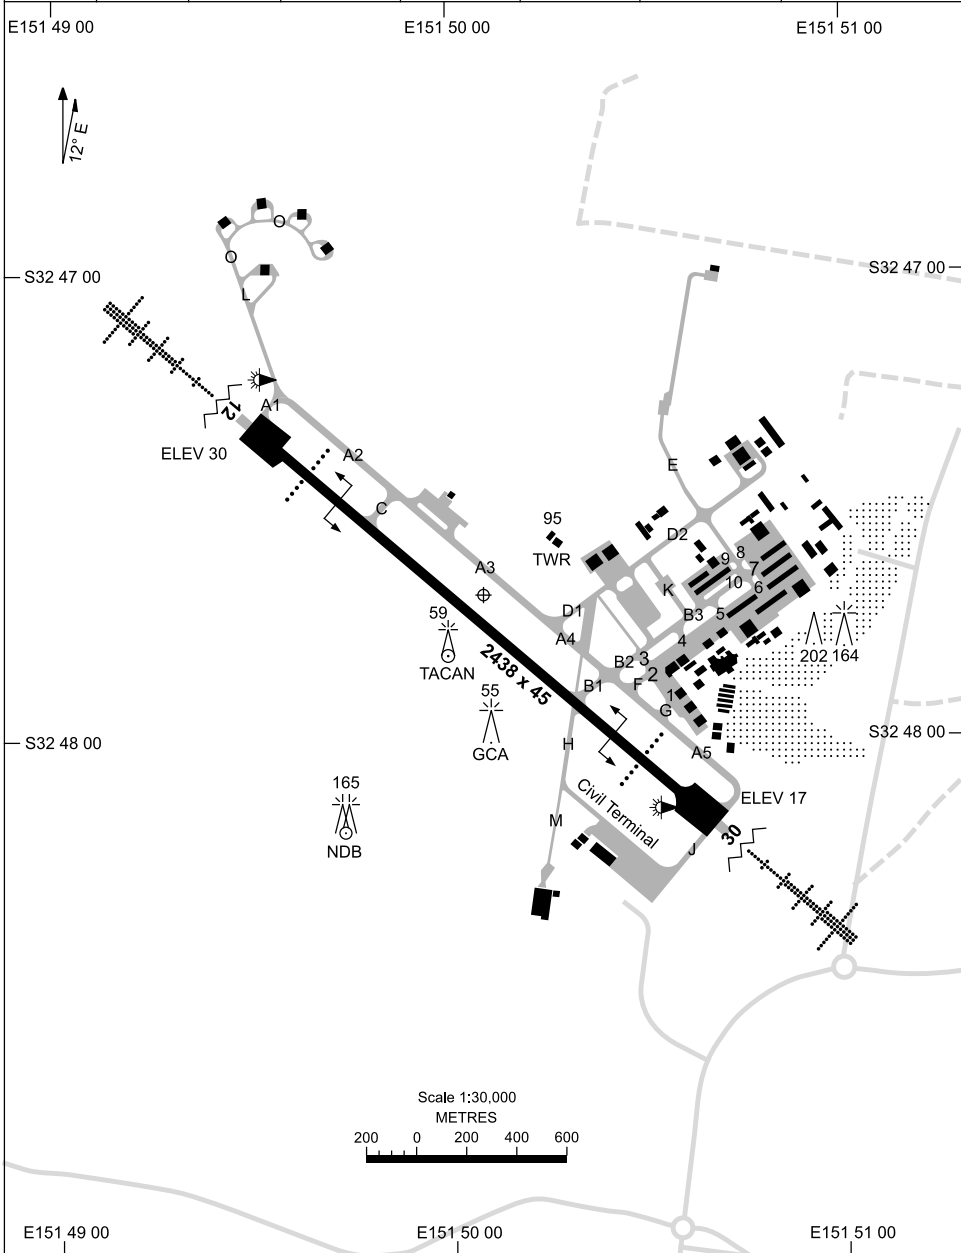 E151 49 00
E151 50 00
E151 51 00
12° E
O
O
S32 47 00
S32 47 00
L
12
A1
ELEV 30
A2
E
C
95
TWR
D2
8
9
7
A3
10
6
K
D1
B3
5
59
A4
4
TACAN
202
164
2438 x 45
B2
3
2
F
B1
1
55
G
GCA
H
A5
S32 48 00
S32 48 00
165
NDB
Civil Terminal
ELEV 17
M
30
J
Scale 1:30,000
METRES
200 0 200 400 600
E151 49 00
E151 50 00
E151 51 00